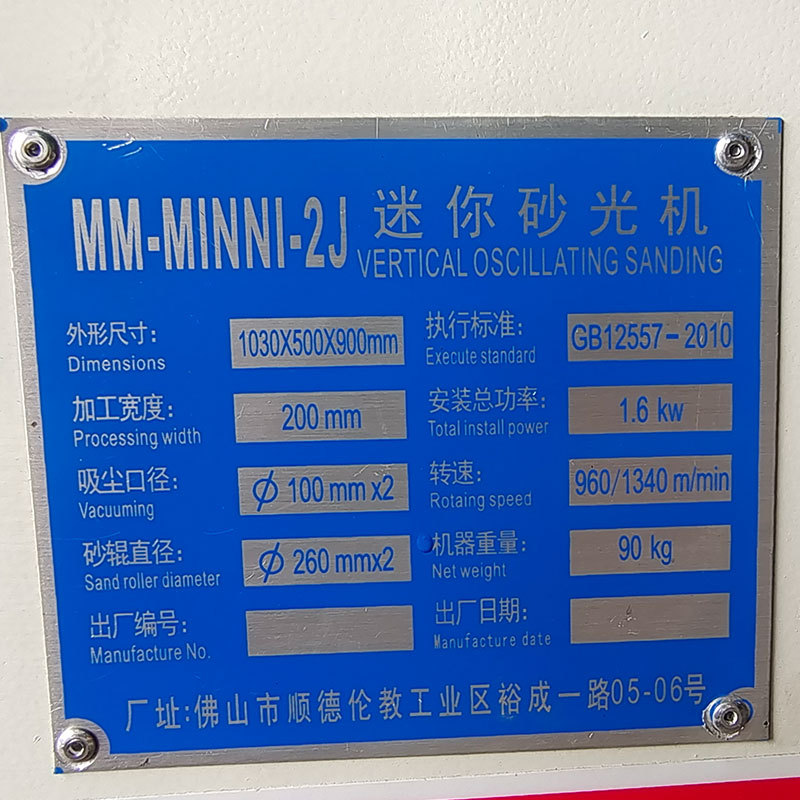 MM-MINNI-2J 迷你砂光机
VERTICAL OSCILLATING SANDING
外形尺寸: 1030X500X900mm 执行标准: GB12557-2010
Dimensions Execute standard
加工宽度: 200 mm 安装总功率: 1.6 kw
Processing width Total install power
吸尘口径: ϕ 100 mm x2 转速: 960/1340 m/min
Vacuuming Rotaing speed
砂辊直径: ϕ 260 mmx2 机器重量: 90 kg
Sand roller diameter Net weight
出厂编号: 出厂日期:
Manufacture No. Manufacture date
厂址:佛山市顺德伦教工业区裕成一路05-06号